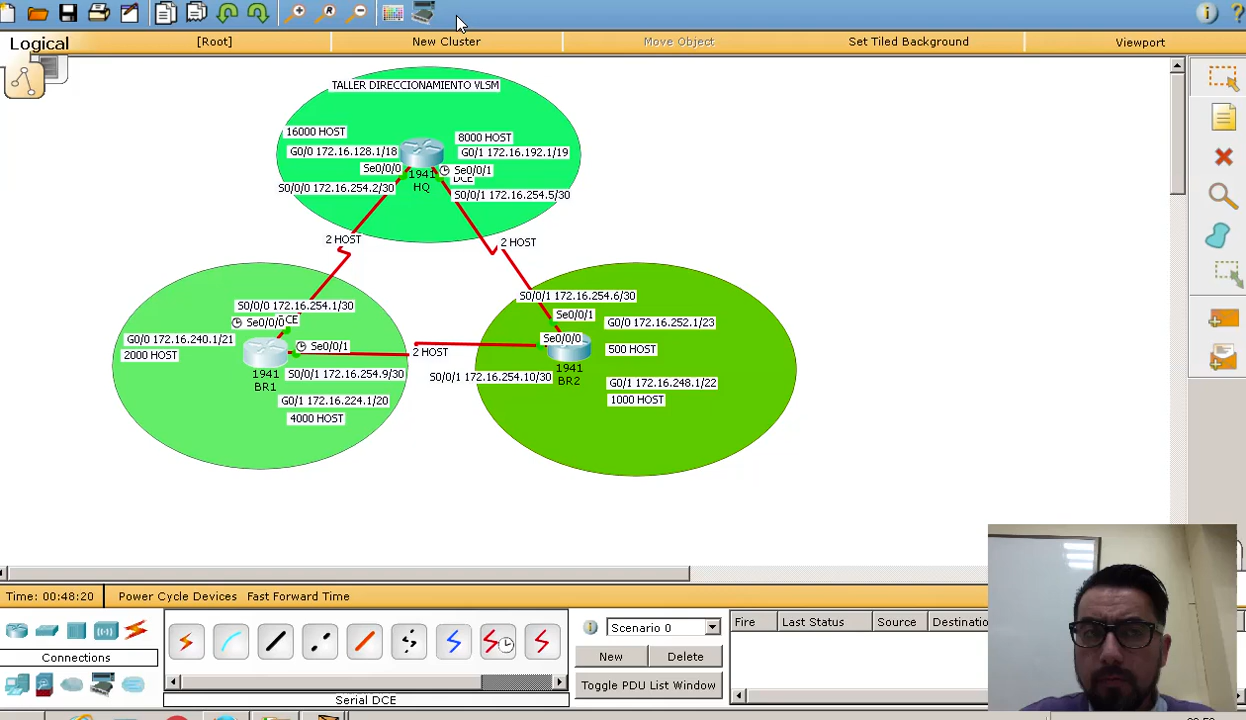 Logical
[Root]
New Cluster
Move Object
Set Tiled Background
Viewport
TALLER DIRECCIONAMIENTO VLSM
16000 HOST
8000 HOST
G0/0 172.16.128.1/18
G0/1 172.16.192.1/19
Se0/0/0
Se0/0/1
DCE
1941
HQ
S0/0/0 172.16.254.2/30
S0/0/1 172.16.254.5/30
2 HOST
2 HOST
S0/0/0 172.16.254.1/30
S0/0/1 172.16.254.6/30
Se0/0/0
DCE
Se0/0/1
G0/0 172.16.252.1/23
G0/0 172.16.240.1/21
2000 HOST
Se0/0/1
2 HOST
Se0/0/0
500 HOST
1941
BR1
S0/0/1 172.16.254.9/30
S0/0/1 172.16.254.10/30
1941
BR2
G0/1 172.16.248.1/22
1000 HOST
G0/1 172.16.224.1/20
4000 HOST
Time: 00:48:20
Power Cycle Devices
Fast Forward Time
Scenario 0
Fire
Last Status
Source
Destinatio
New
Delete
Connections
Toggle PDU List Window
Serial DCE